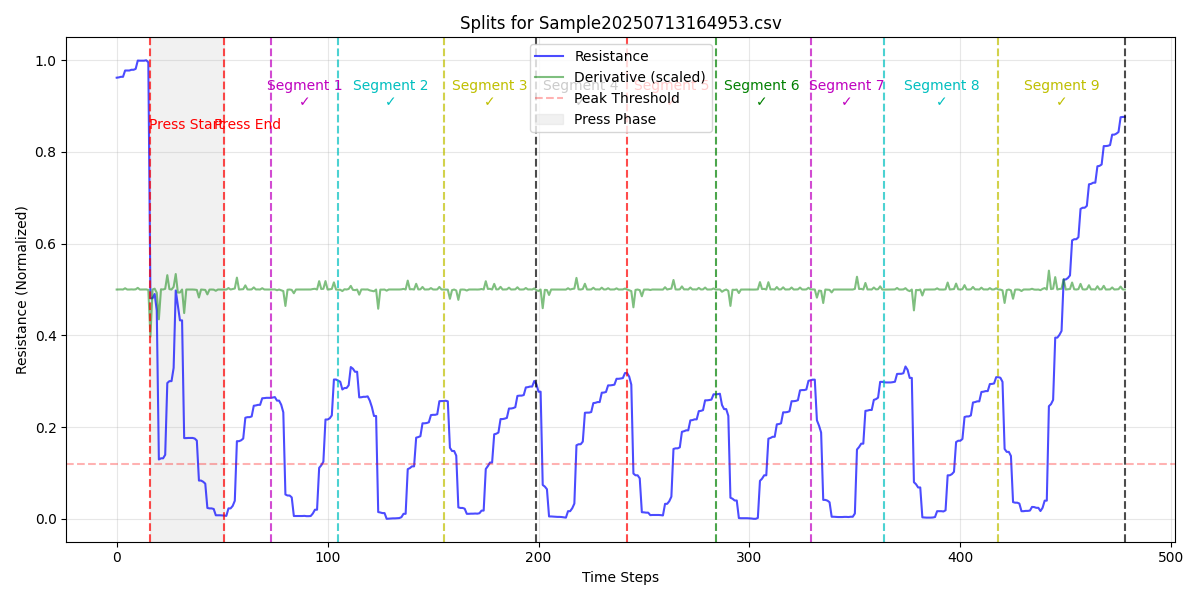 Splits for Sample20250713164953.csv
Resistance
Derivative (scaled)
Peak Threshold
Press Phase
Segment 1
✓
Segment 2
✓
Segment 3
✓
Segment 4
Segment 5
Segment 6
✓
Segment 7
✓
Segment 8
✓
Segment 9
✓
Press Start
Press End
Resistance (Normalized)
1.0
0.8
0.6
0.4
0.2
0.0
0
100
200
300
400
500
Time Steps